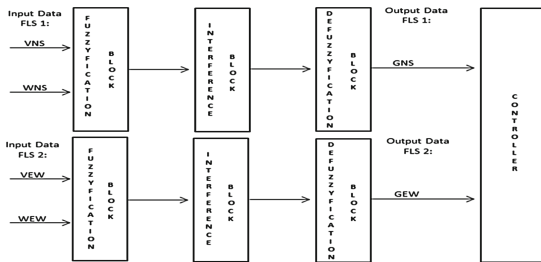 Input Data
FLS 1:
VNS
WNS
FUZZYFICATION
BLOCK
INTERFERENCE
BLOCK
DEFUZZYFICATION
BLOCK
Output Data
FLS 1:
GNS
Input Data
FLS 2:
VEW
WEW
FUZZYFICATION
BLOCK
INTERFERENCE
BLOCK
DEFUZZYFICATION
BLOCK
Output Data
FLS 2:
GEW
CONTROLLER